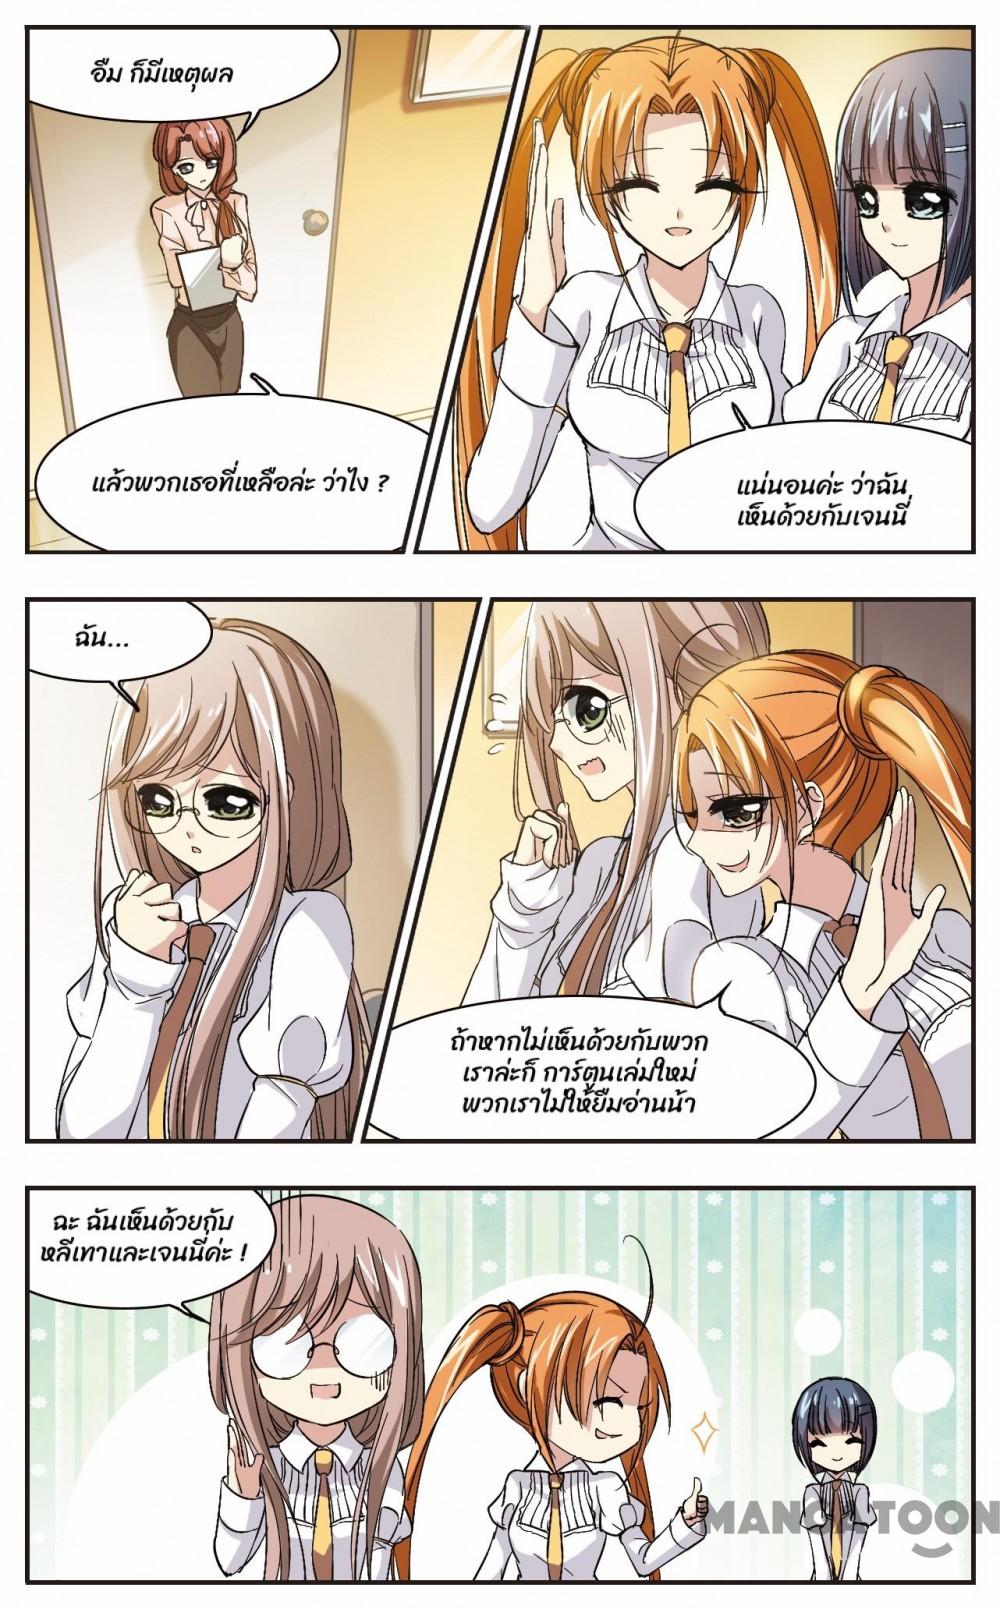 อืม ก็มีเหตุผล
แล้วพวกเธอที่เหลือล่ะ ว่าไง ?
แน่นอนค่ะ ว่าฉัน
เห็นด้วยกับเจนนี่
ฉัน...
ถ้าหากไม่เห็นด้วยกับพวก
เราล่ะก็ การ์ตูนเล่มใหม่
พวกเราไม่ให้ยืมอ่านน้า
ฉะ ฉันเห็นด้วยกับ
หลีเทาและเจนนี่ค่ะ !
MANGATOON